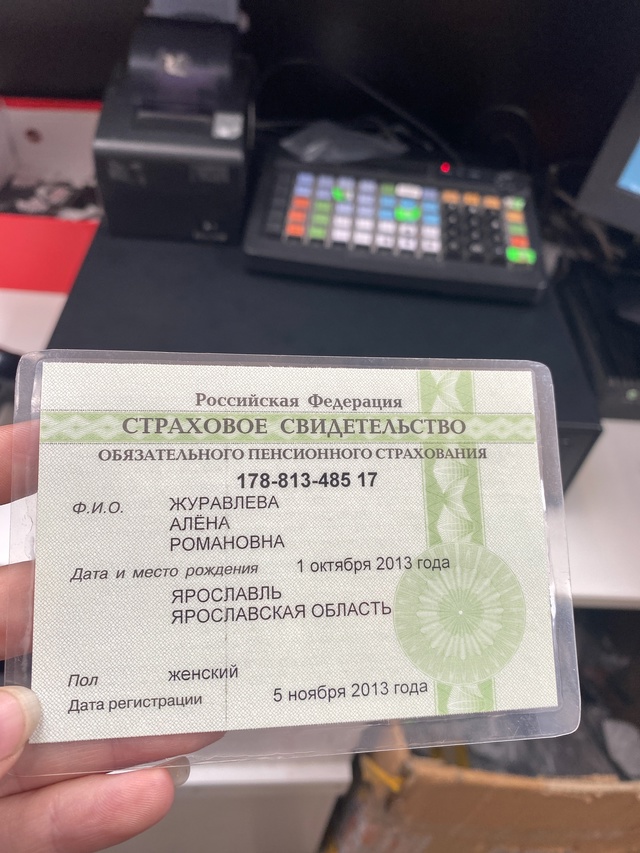 Российская Федерация
СТРАХОВОЕ СВИДЕТЕЛЬСТВО
ОБЯЗАТЕЛЬНОГО ПЕНСИОННОГО СТРАХОВАНИЯ
178-813-485 17
Ф.И.О. ЖУРАВЛЕВА
АЛЁНА
РОМАНОВНА
Дата и место рождения 1 октября 2013 года
ЯРОСЛАВЛЬ
ЯРОСЛАВСКАЯ ОБЛАСТЬ
Пол женский
Дата регистрации 5 ноября 2013 года